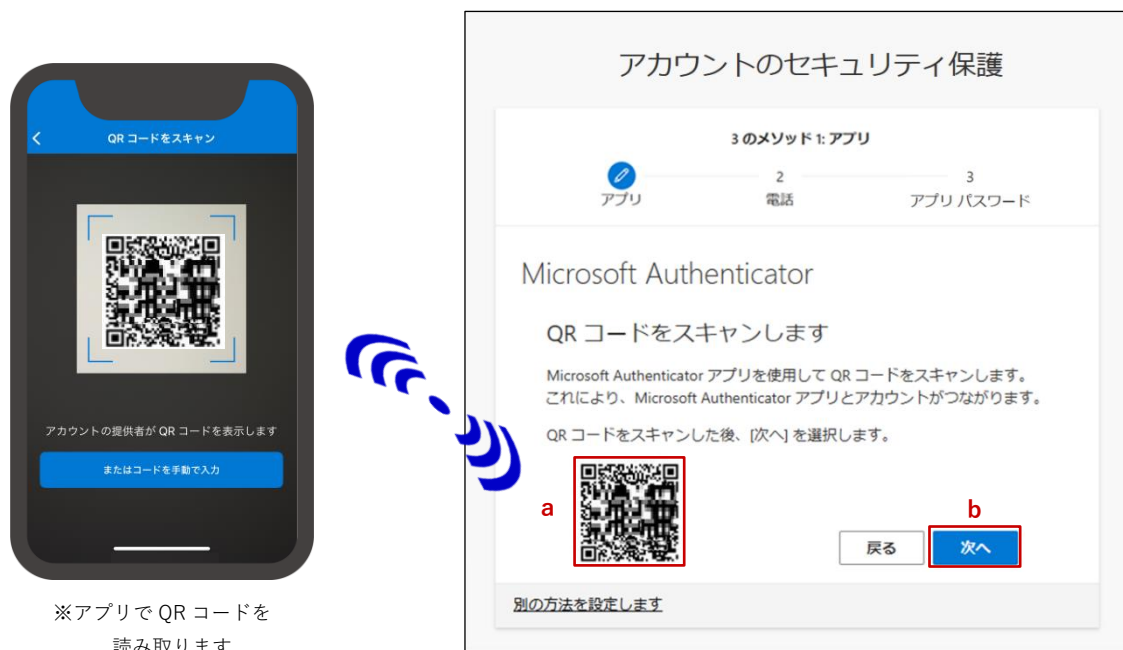 QR コードをスキャン
アカウントの提供者が QR コードを表示します
またはコードを手動で入力
※アプリで QR コードを
読み取ります
アカウントのセキュリティ保護
3 のメソッド 1: アプリ
アプリ
2
電話
3
アプリ パスワード
Microsoft Authenticator
QR コードをスキャンします
Microsoft Authenticator アプリを使用して QR コードをスキャンします。
これにより、Microsoft Authenticator アプリとアカウントがつながります。
QR コードをスキャンした後、[次へ] を選択します。
a
b
戻る
次へ
別の方法を設定します